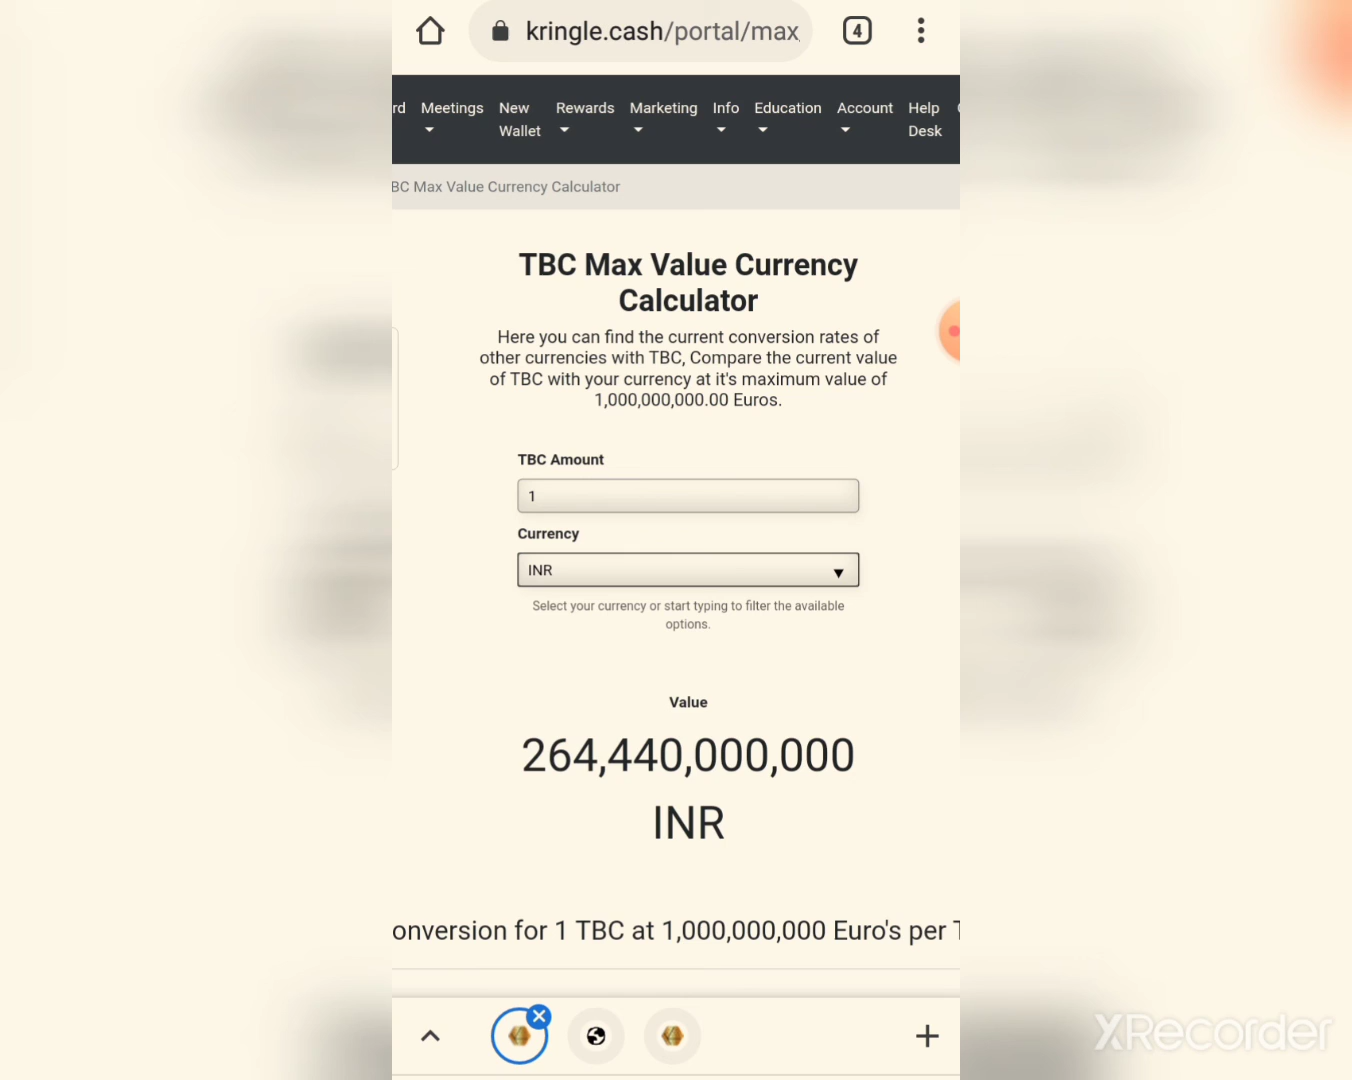 kringle.cash/portal/max
4
rd Meetings New Wallet Rewards Marketing Info Education Account Help Desk
BC Max Value Currency Calculator
TBC Max Value Currency
Calculator
Here you can find the current conversion rates of
other currencies with TBC, Compare the current value
of TBC with your currency at it's maximum value of
1,000,000,000.00 Euros.
TBC Amount
1
Currency
INR
Select your currency or start typing to filter the available
options.
Value
264,440,000,000
INR
onversion for 1 TBC at 1,000,000,000 Euro's per T
XRecorder